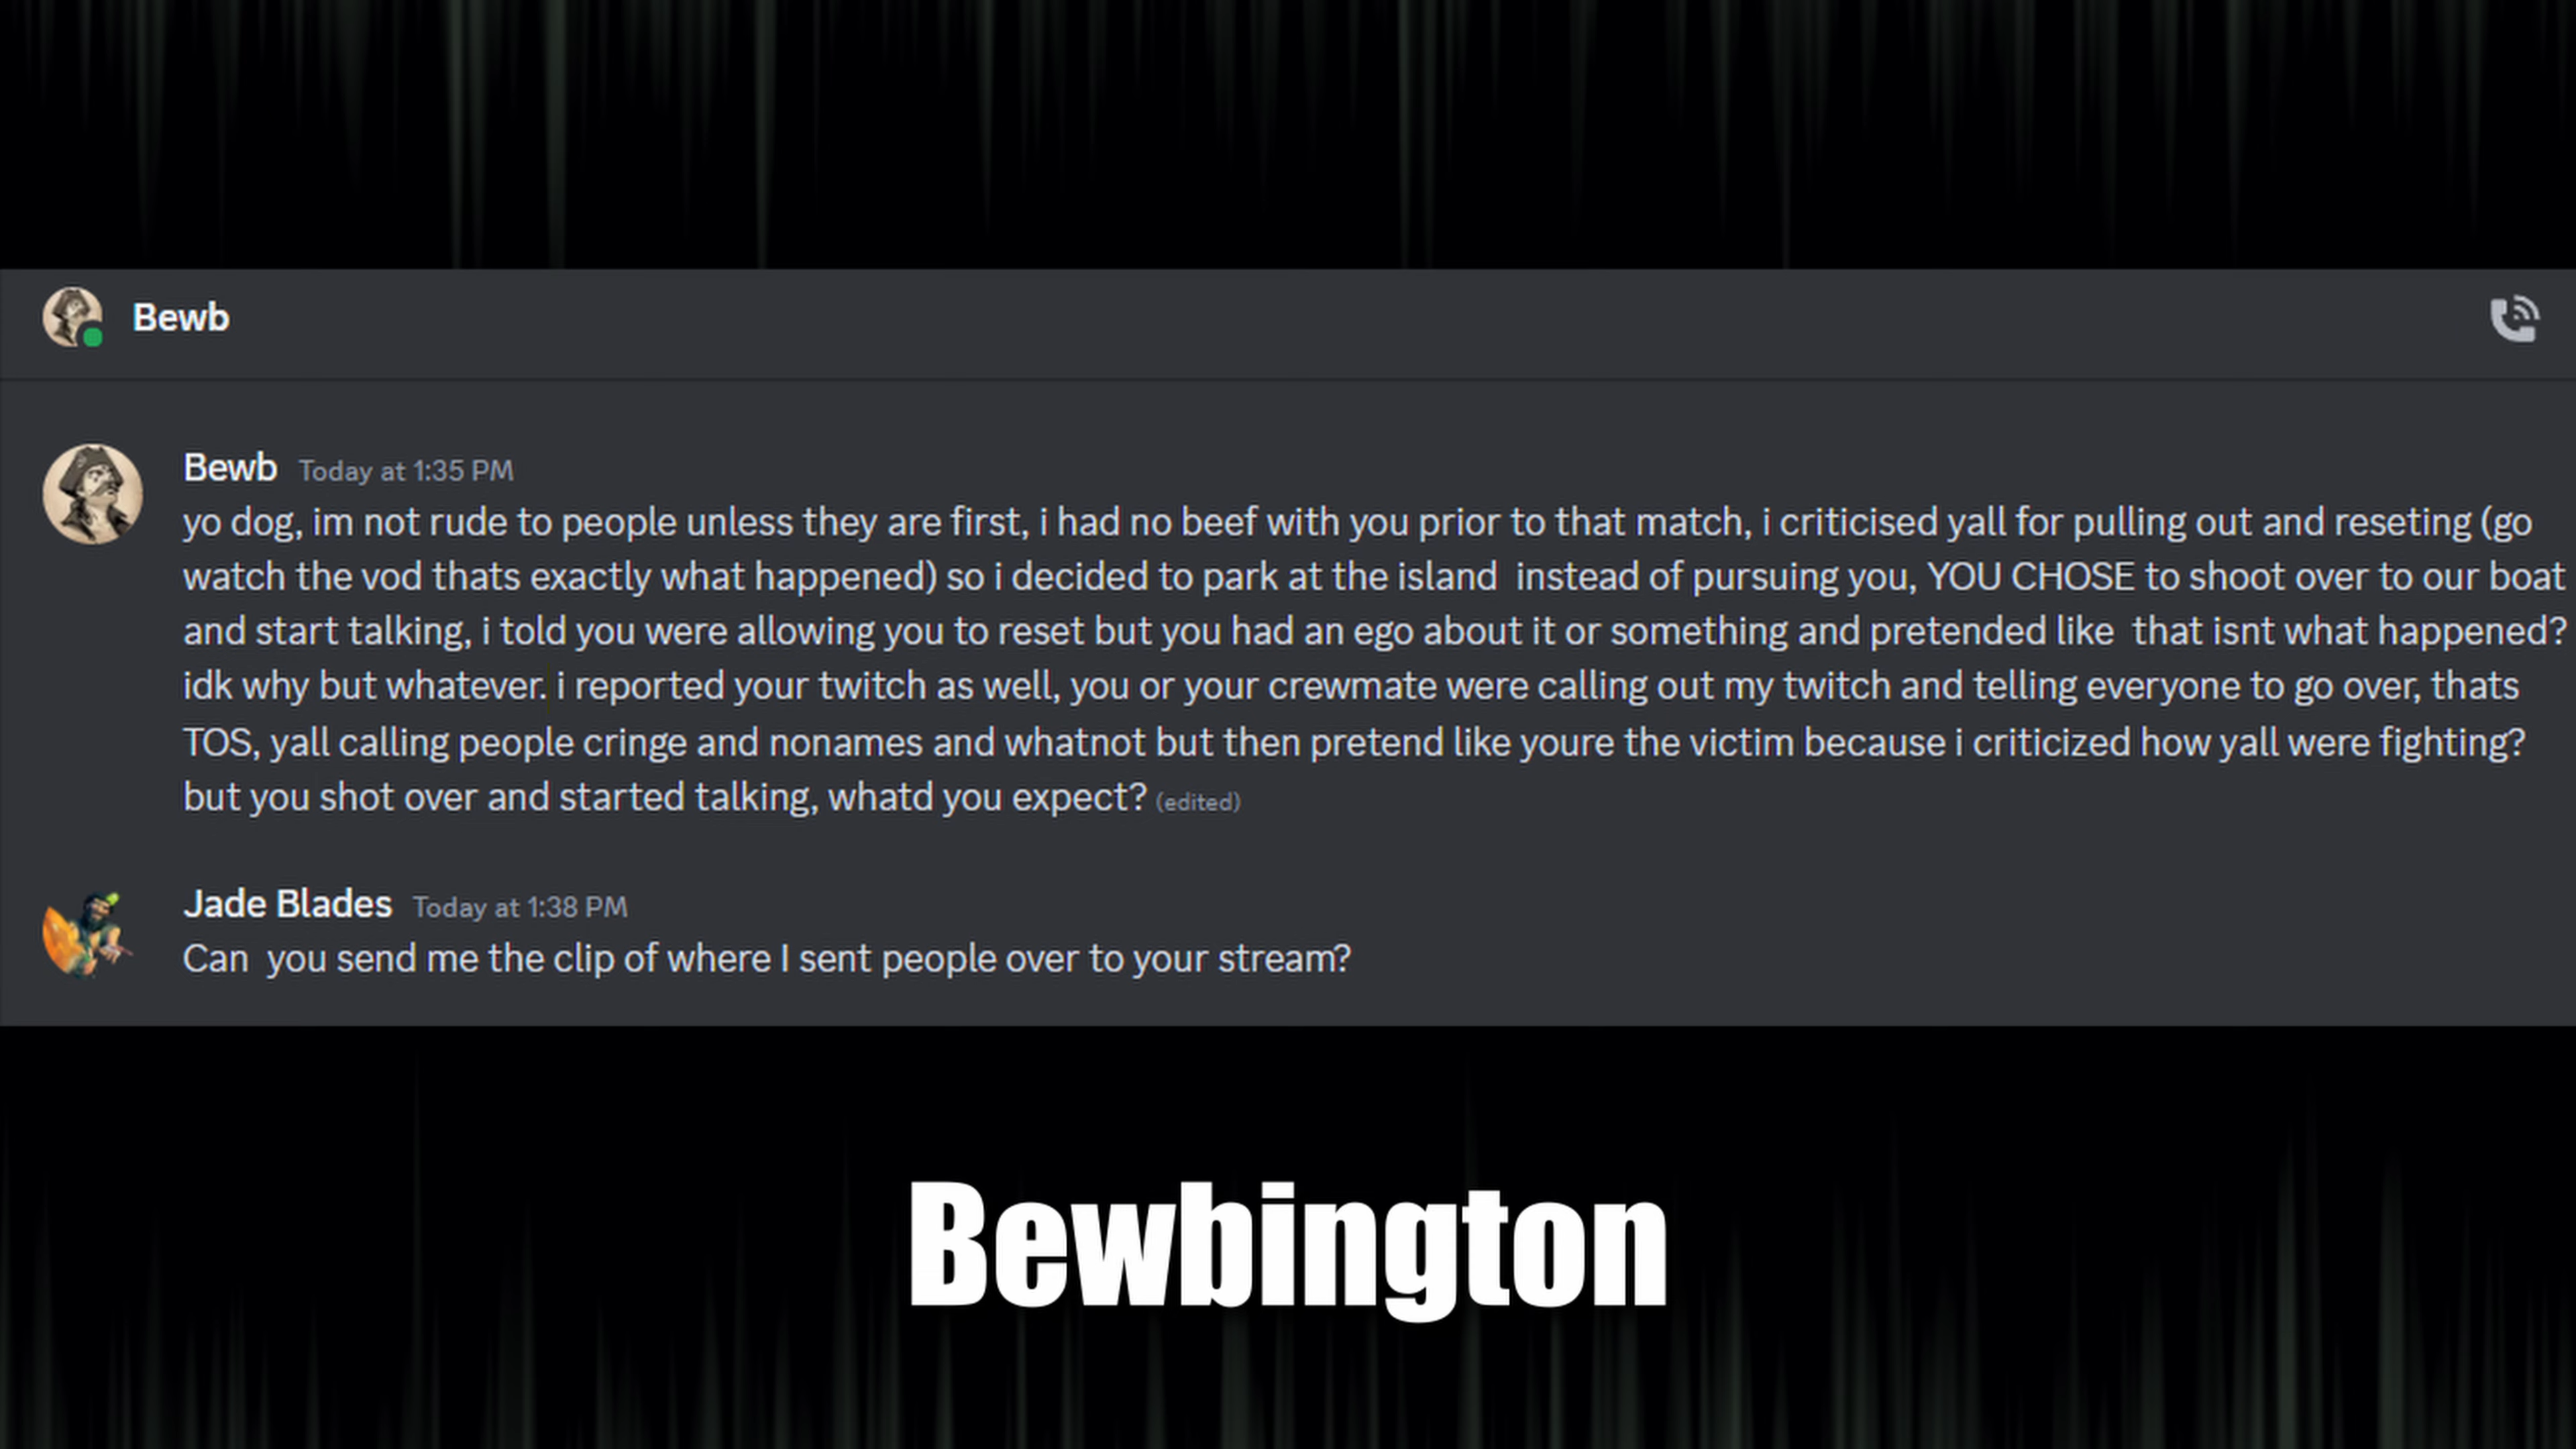 Bewb
Bewb Today at 1:35 PM
yo dog, im not rude to people unless they are first, i had no beef with you prior to that match, i criticised yall for pulling out and reseting (go
watch the vod thats exactly what happened) so i decided to park at the island  instead of pursuing you, YOU CHOSE to shoot over to our boat
and start talking, i told you were allowing you to reset but you had an ego about it or something and pretended like  that isnt what happened?
idk why but whatever. i reported your twitch as well, you or your crewmate were calling out my twitch and telling everyone to go over, thats
TOS, yall calling people cringe and nonames and whatnot but then pretend like youre the victim because i criticized how yall were fighting?
but you shot over and started talking, whatd you expect? (edited)
Jade Blades Today at 1:38 PM
Can  you send me the clip of where I sent people over to your stream?
Bewbington